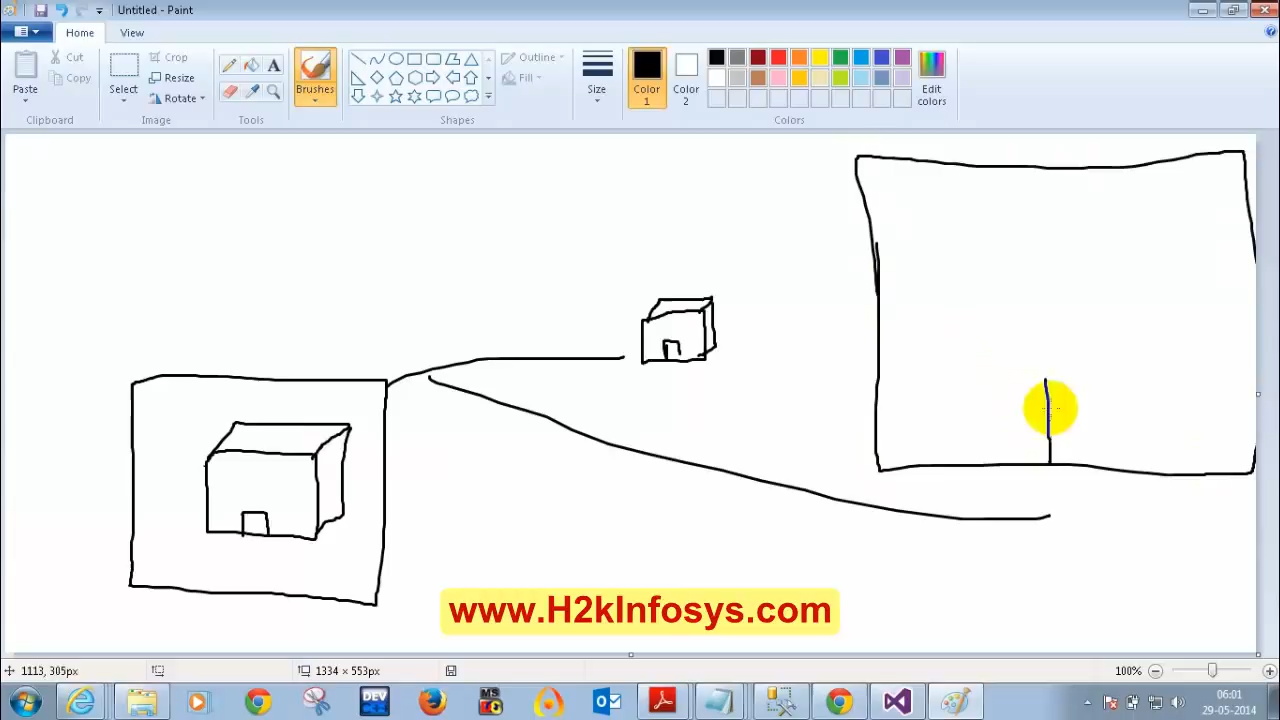 Untitled - Paint
Home
View
Paste
Cut
Copy
Clipboard
Select
Crop
Resize
Rotate
Image
A
Tools
Brushes
Shapes
Outline
Fill
Size
Color 1
Color 2
Edit colors
Colors
www.H2kInfosys.com
1113, 305px
1334 × 553px
100%
DEV
MS
06:01
29-05-2014